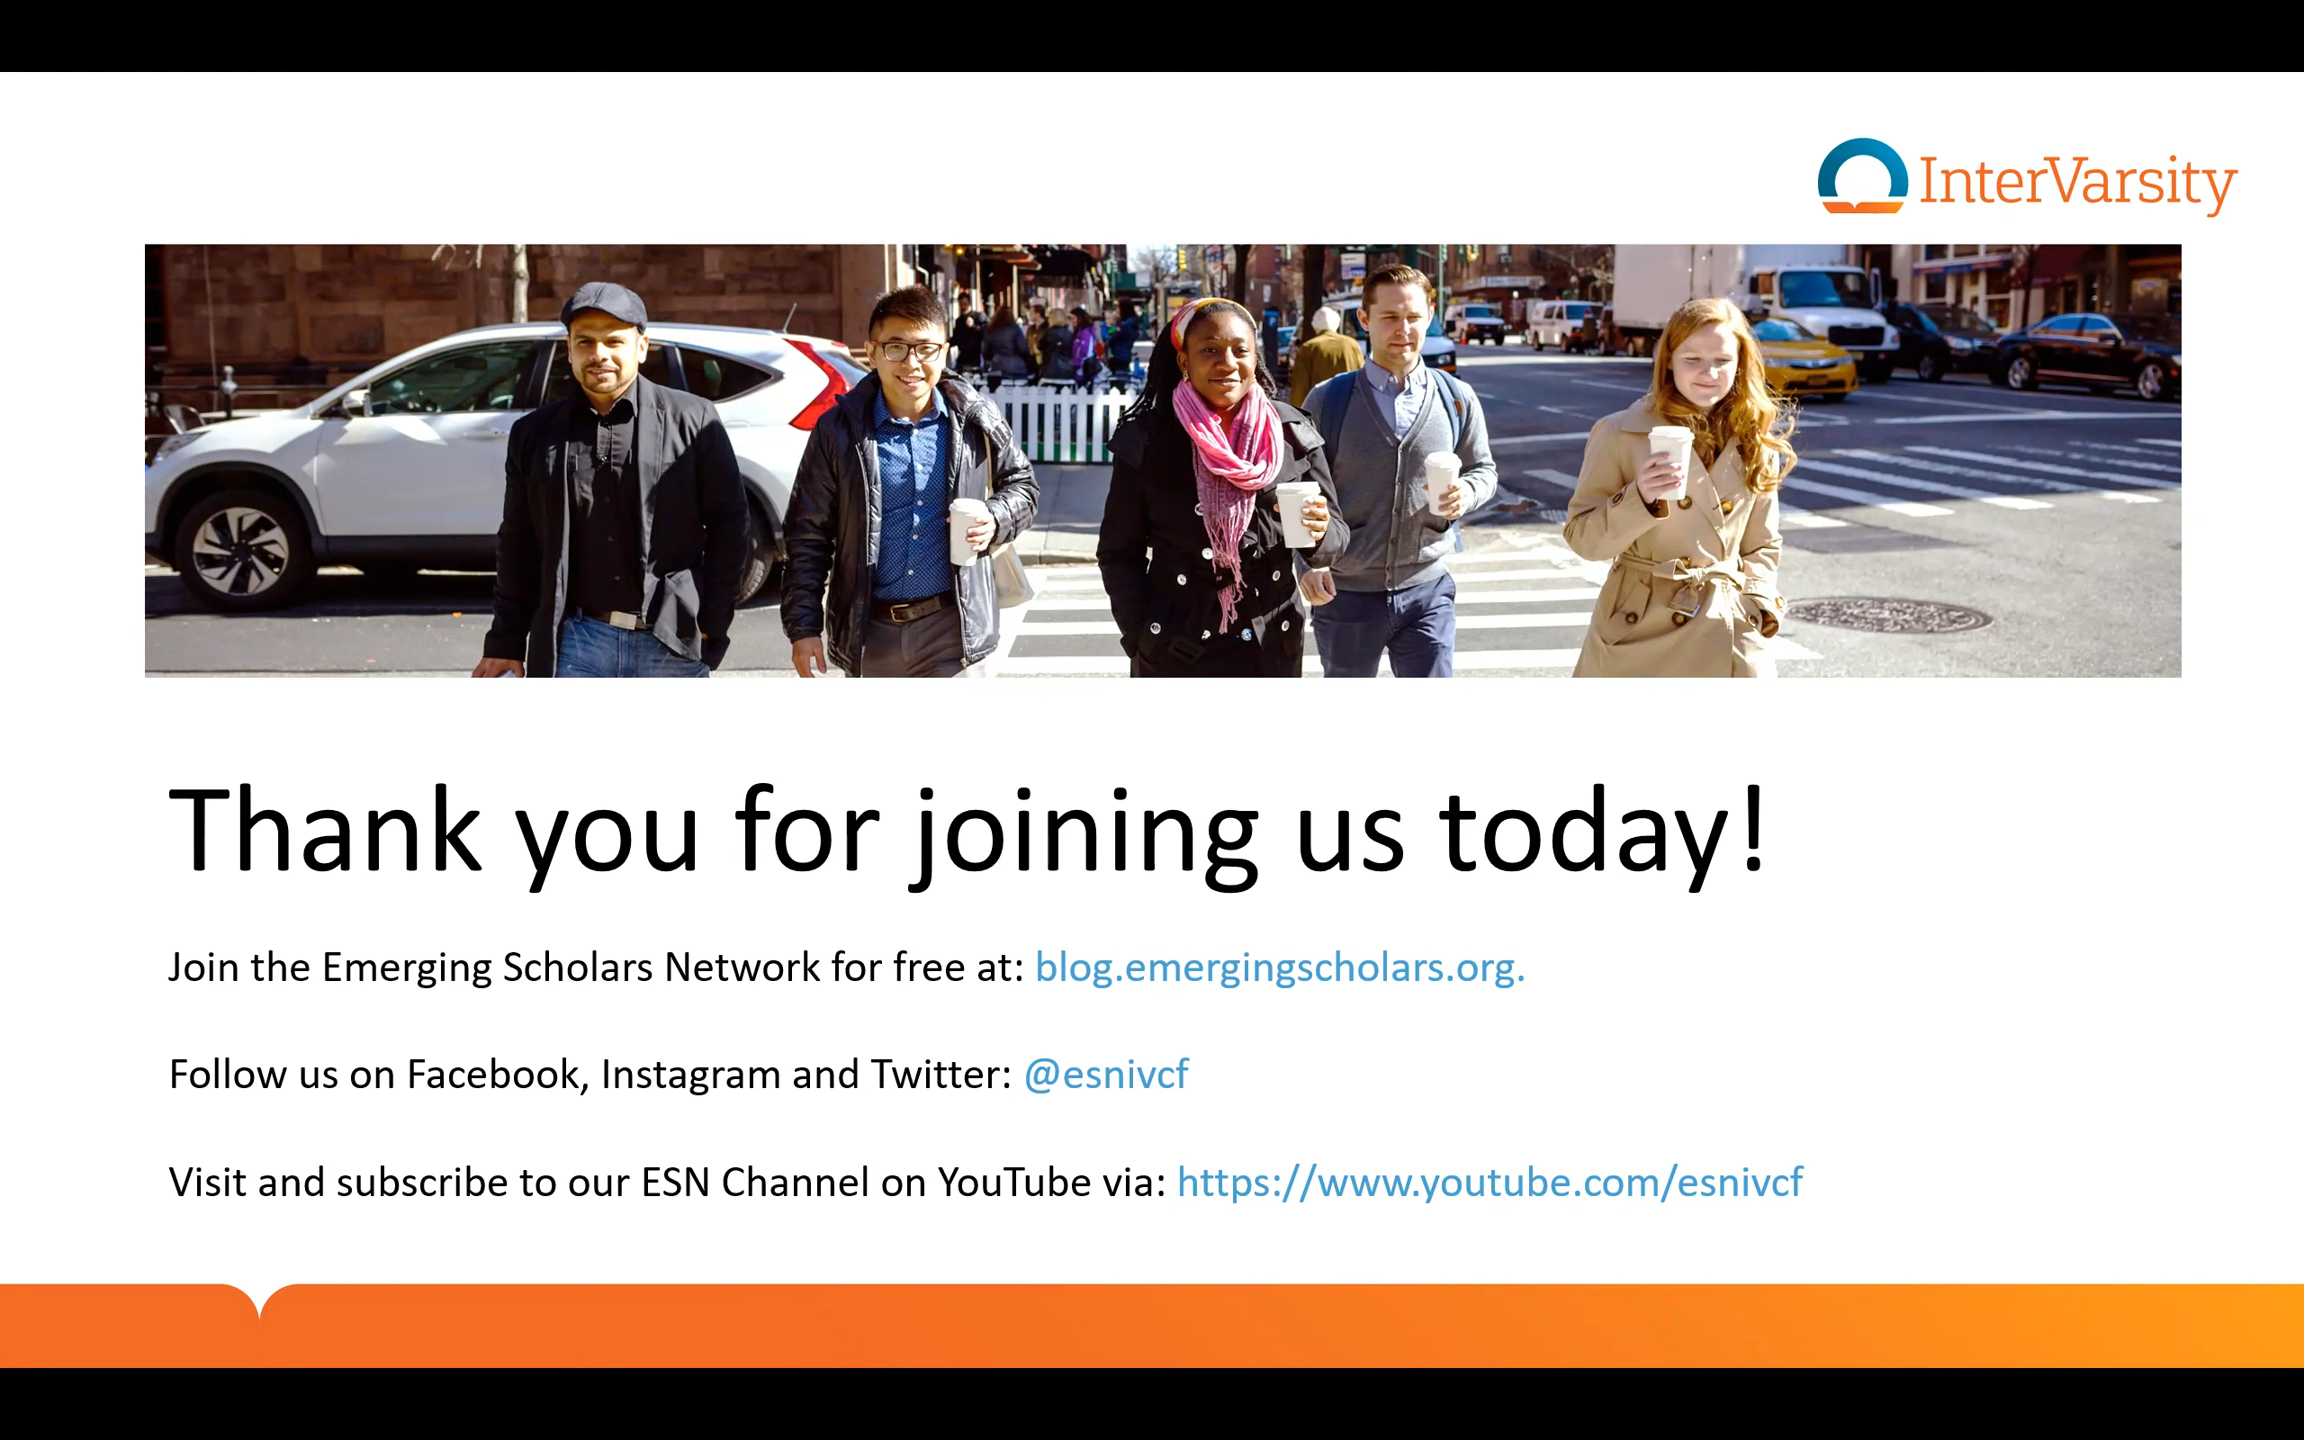 InterVarsity
Thank you for joining us today!
Join the Emerging Scholars Network for free at: blog.emergingscholars.org.
Follow us on Facebook, Instagram and Twitter: @esnivcf
Visit and subscribe to our ESN Channel on YouTube via: https://www.youtube.com/esnivcf